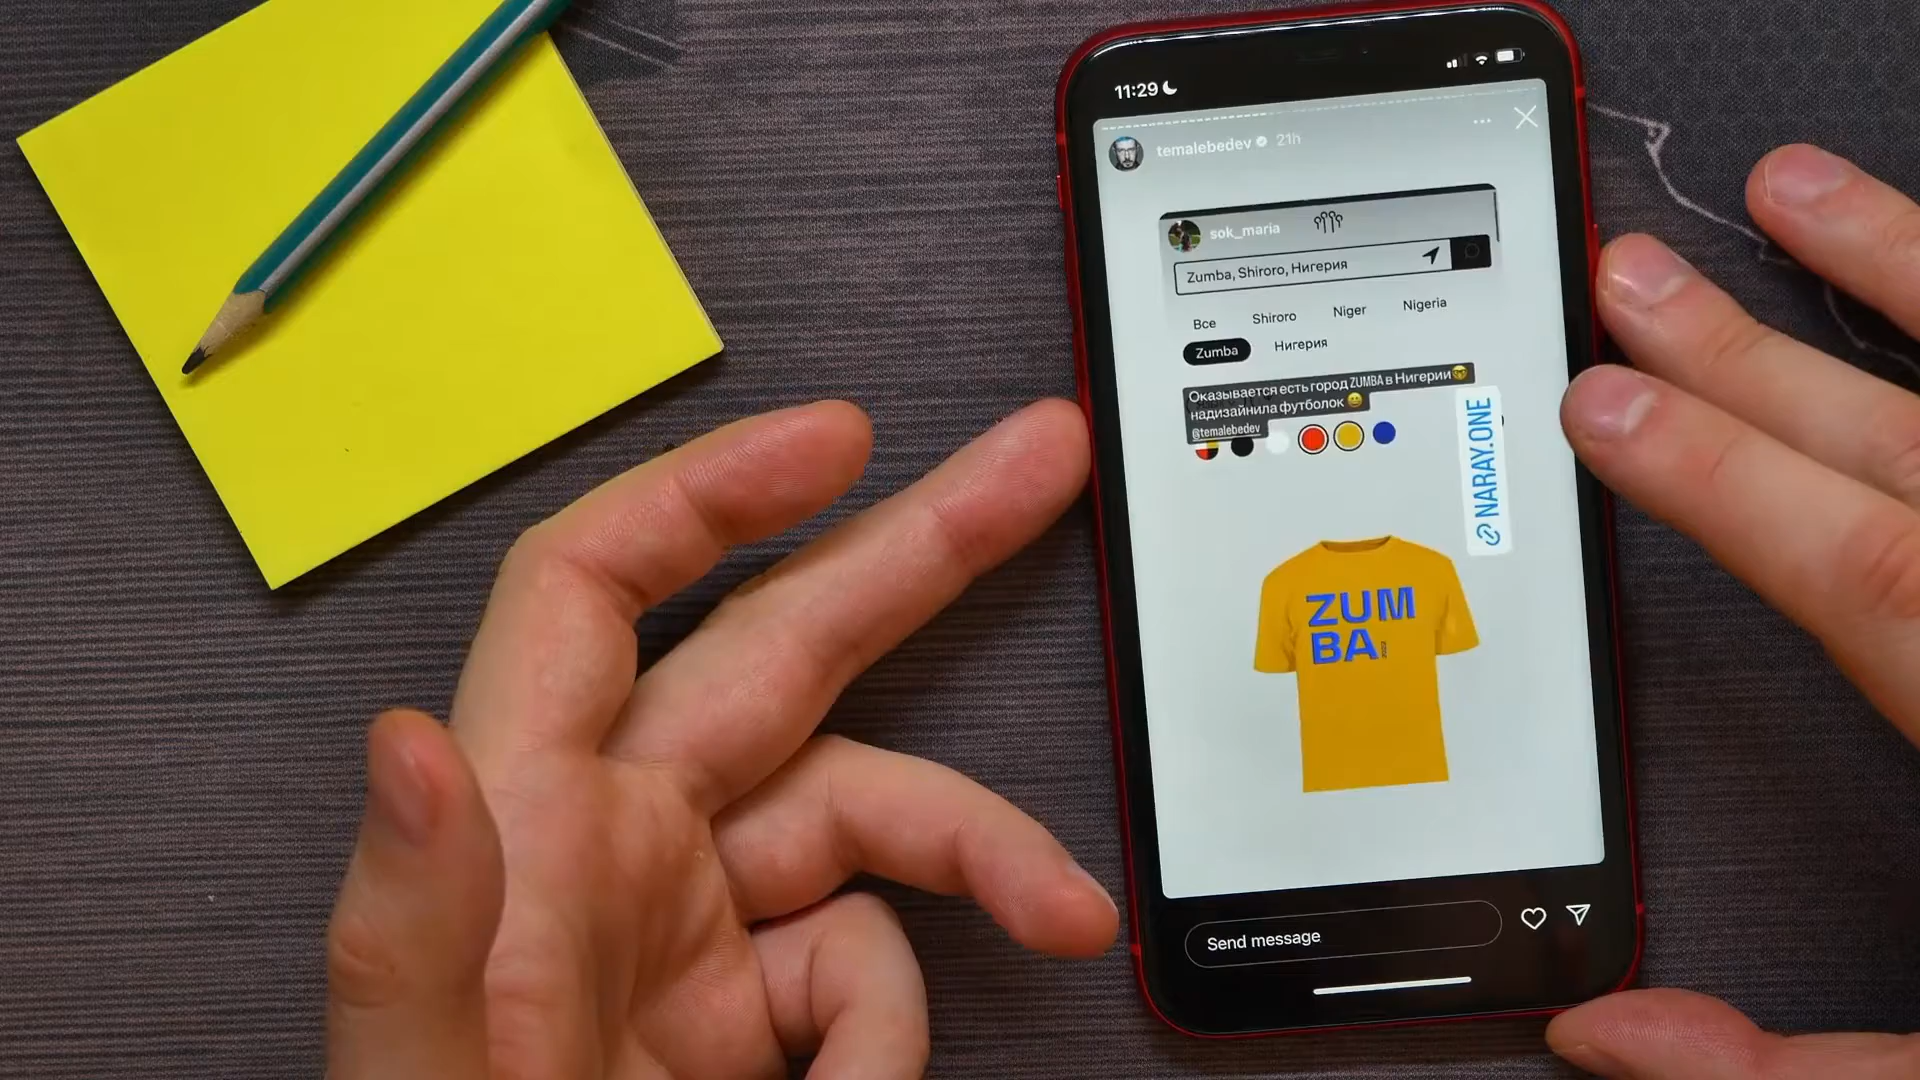 11:29
temalebedev 21h
sok_maria
Zumba, Shiroro, Нигерия
Все Shiroro Niger Nigeria
Zumba Нигерия
Оказывается есть город ZUMBA в Нигерии🤓
надизайнила футболок 😀
@temalebedev
NARAY.ONE
ZUM
BA
Send message